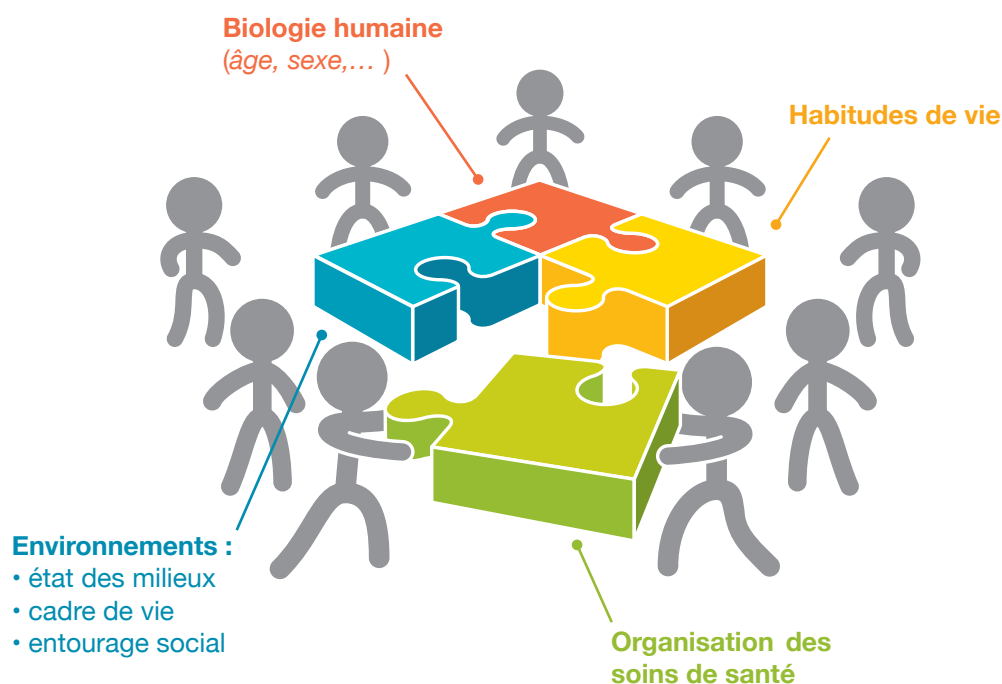 Biologie humaine
(âge, sexe,… )
Habitudes de vie
Environnements :
• état des milieux
• cadre de vie
• entourage social
Organisation des
soins de santé